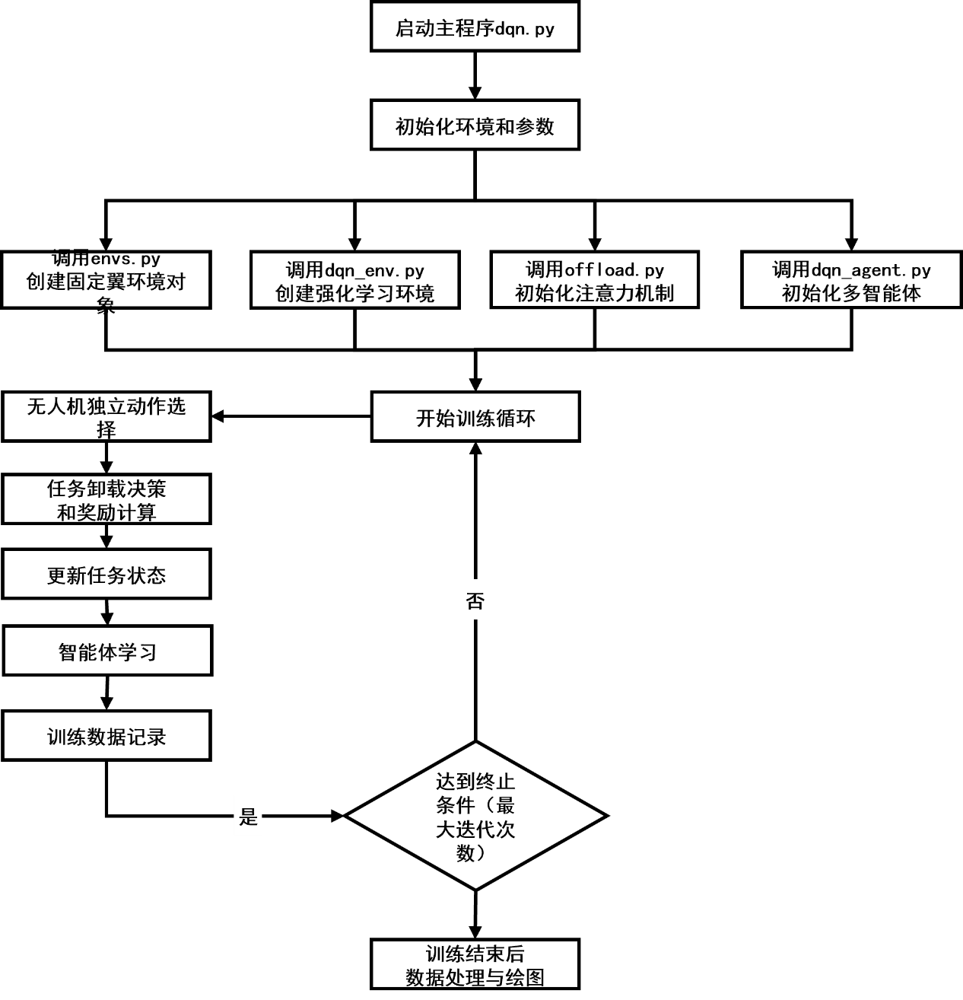 启动主程序dqn.py
初始化环境和参数
调用envs.py
创建固定翼环境对
象
调用dqn_env.py
创建强化学习环境
调用offload.py
初始化注意力机制
调用dqn_agent.py
初始化多智能体
开始训练循环
无人机独立动作选
择
任务卸载决策
和奖励计算
更新任务状态
智能体学习
训练数据记录
是
否
达到终止
条件（最
大迭代次
数）
训练结束后
数据处理与绘图